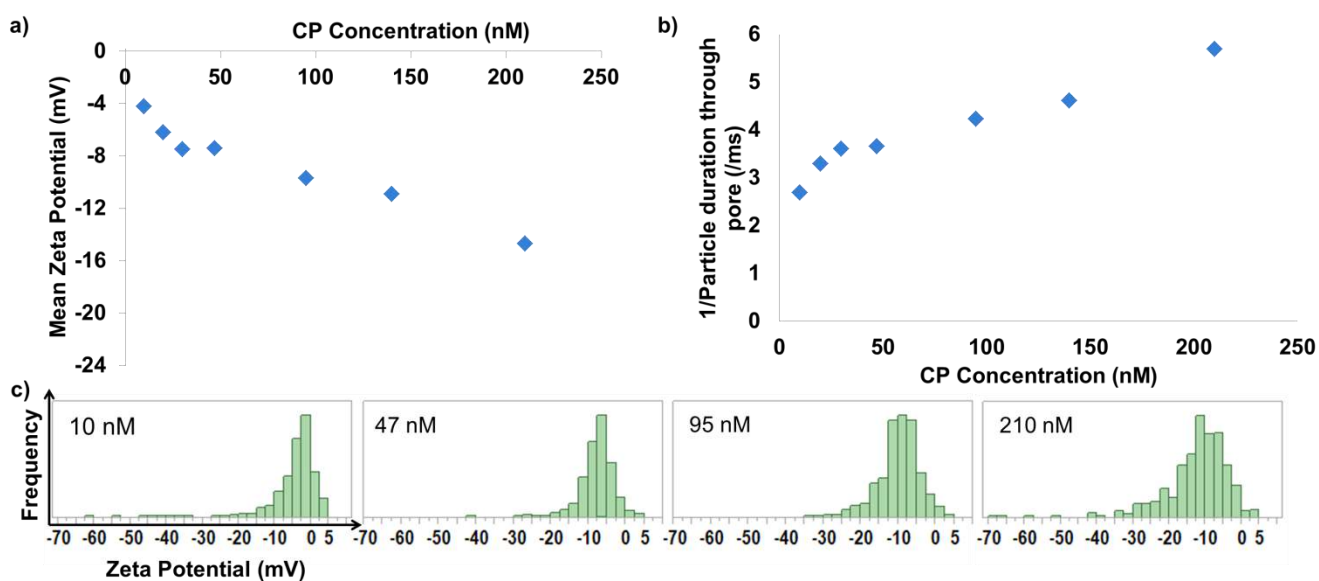 a)
CP Concentration (nM)
0 50 100 150 200 250
0
-4
-8
-12
-16
-20
-24
Mean Zeta Potential (mV)
b)
6
5
4
3
2
1
0
1/Particle duration through
pore (/ms)
0 50 100 150 200 250
CP Concentration (nM)
c)
Frequency
10 nM
47 nM
95 nM
210 nM
-70 -60 -50 -40 -30 -20 -10 0 5
-70 -60 -50 -40 -30 -20 -10 0 5
-70 -60 -50 -40 -30 -20 -10 0 5
-70 -60 -50 -40 -30 -20 -10 0 5
Zeta Potential (mV)